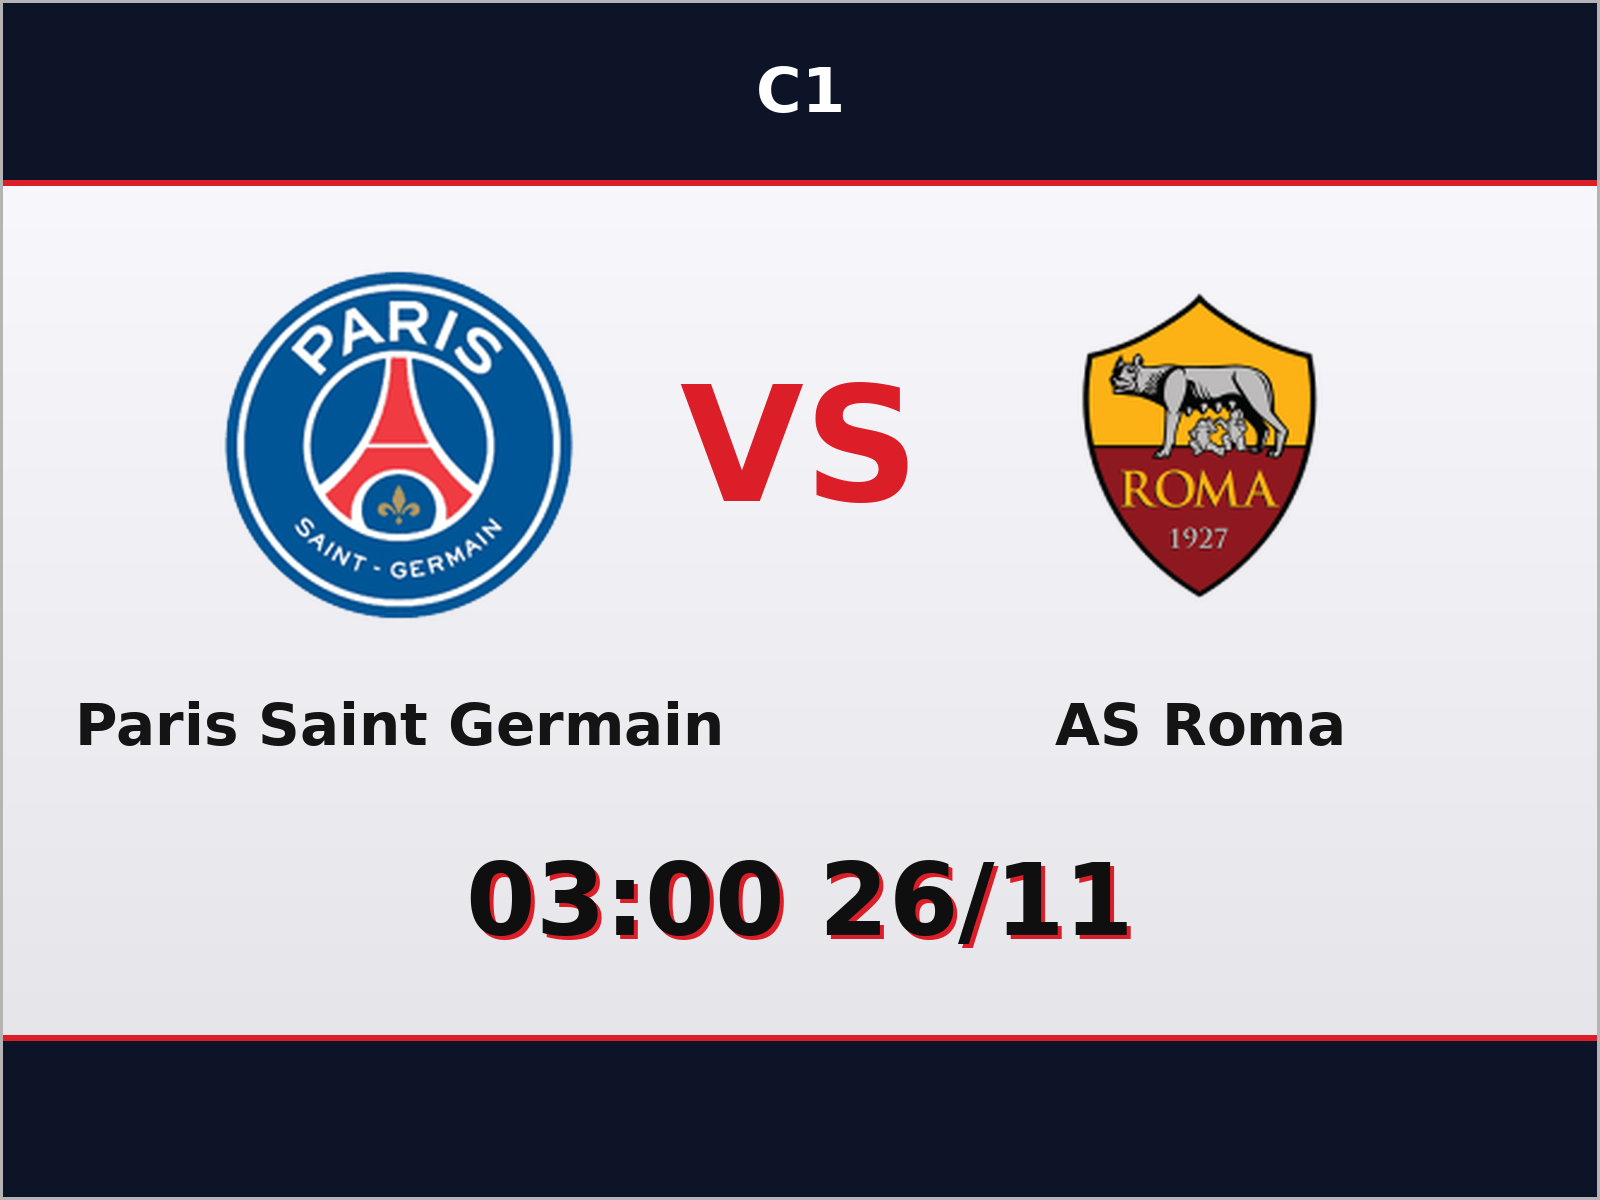 C1
PARIS
SAINT - GERMAIN
VS
ROMA
1927
Paris Saint Germain
AS Roma
03:00 26/11